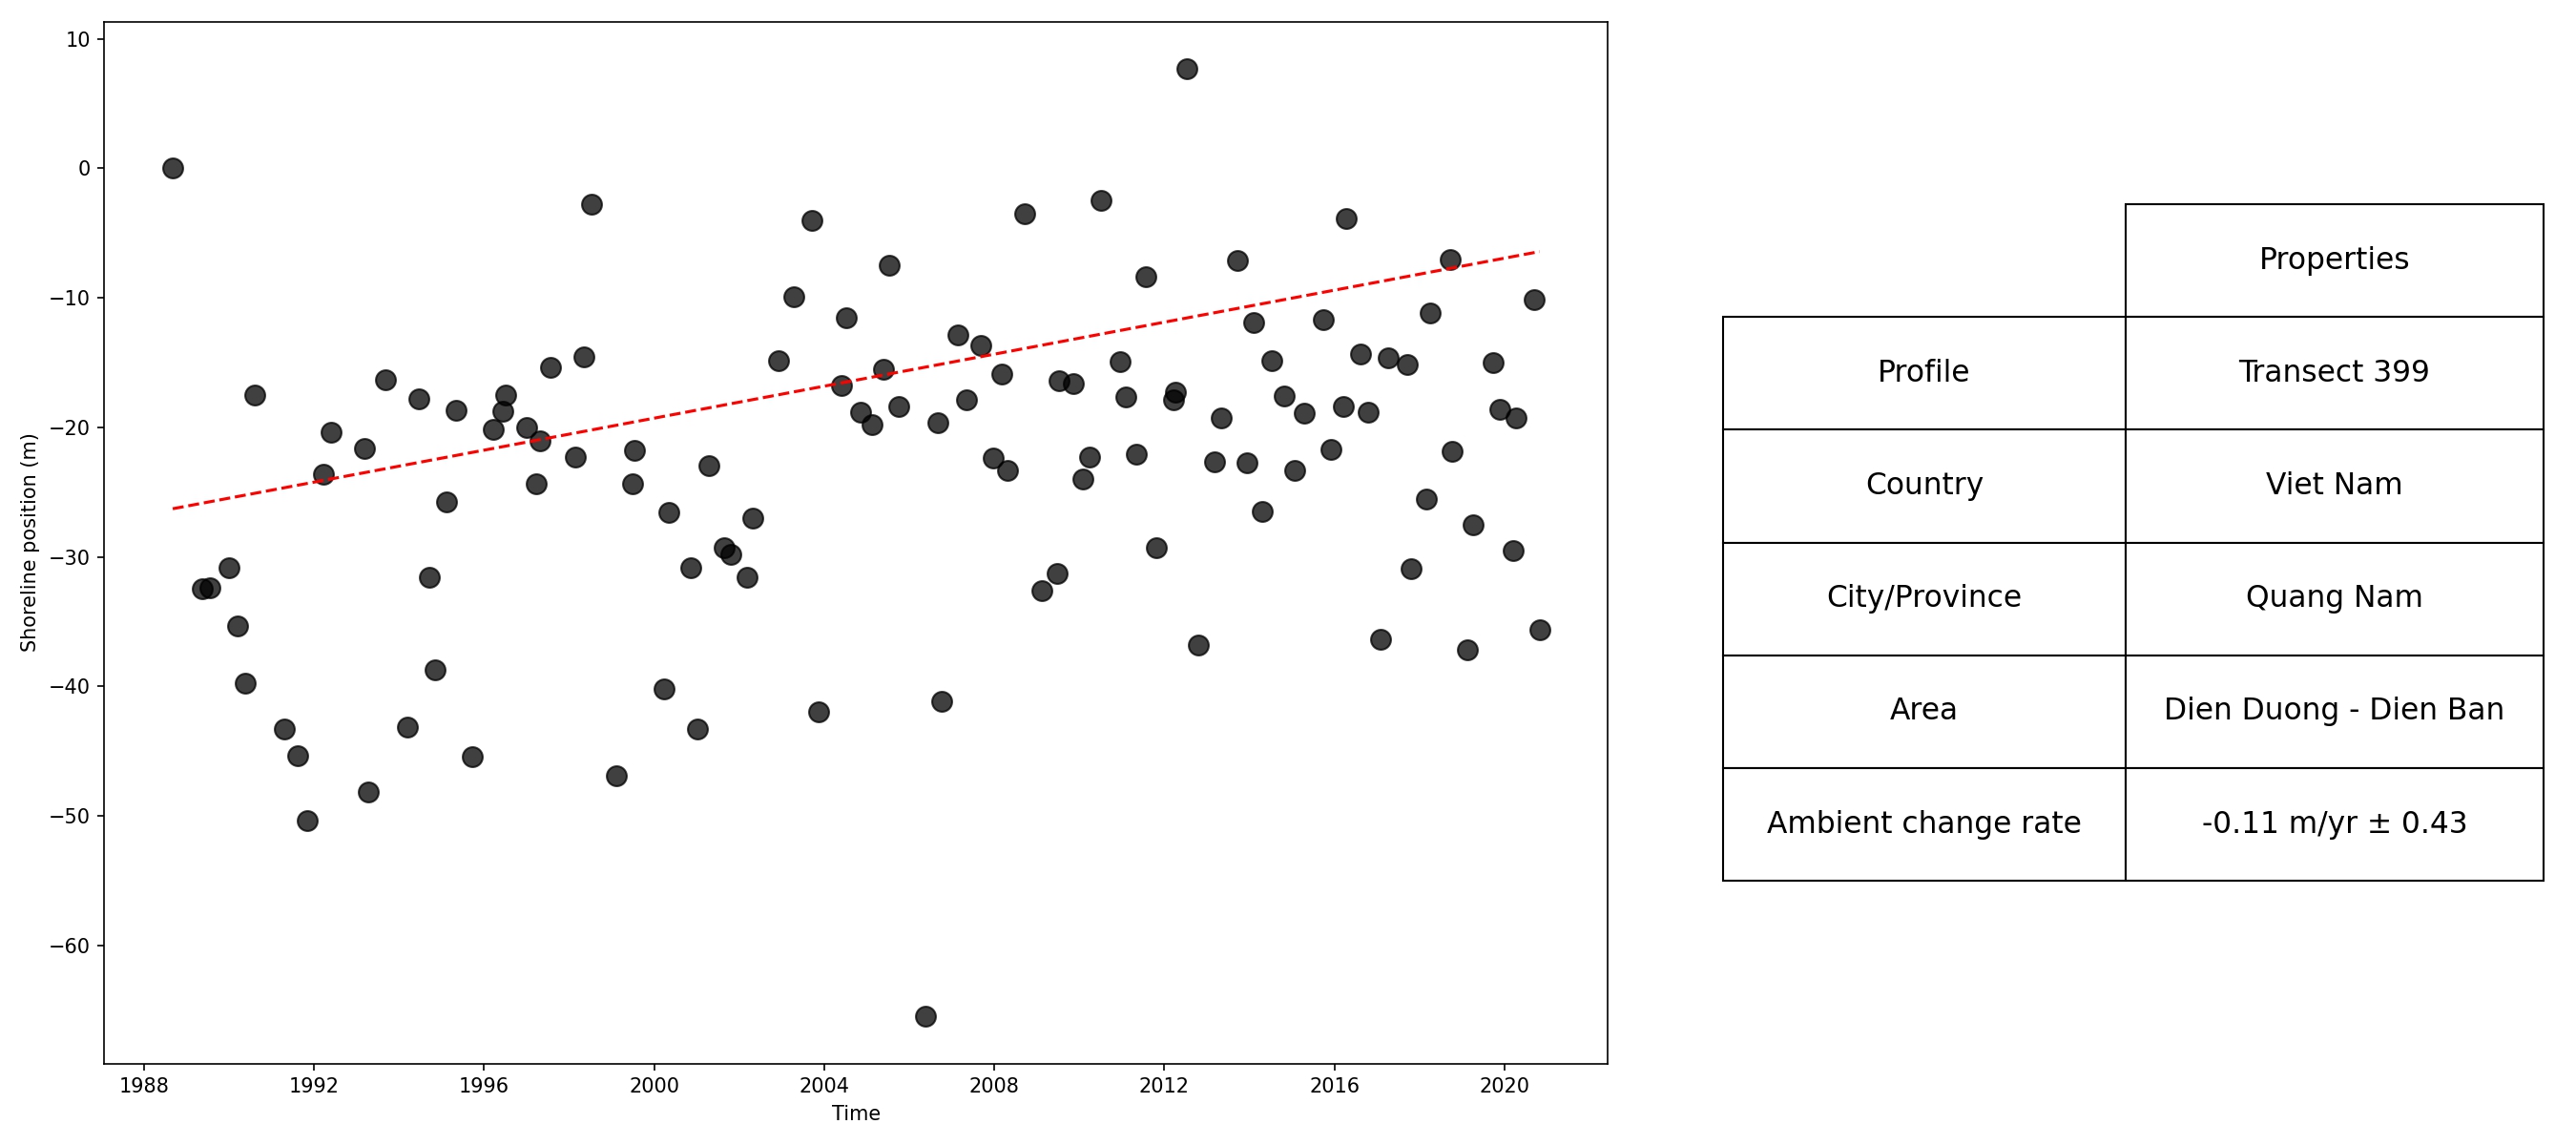 10
0
−10
−20
−30
−40
−50
−60
Shoreline position (m)
1988 1992 1996 2000 2004 2008 2012 2016 2020
Time
Properties
Profile Transect 399
Country Viet Nam
City/Province Quang Nam
Area Dien Duong - Dien Ban
Ambient change rate -0.11 m/yr ± 0.43